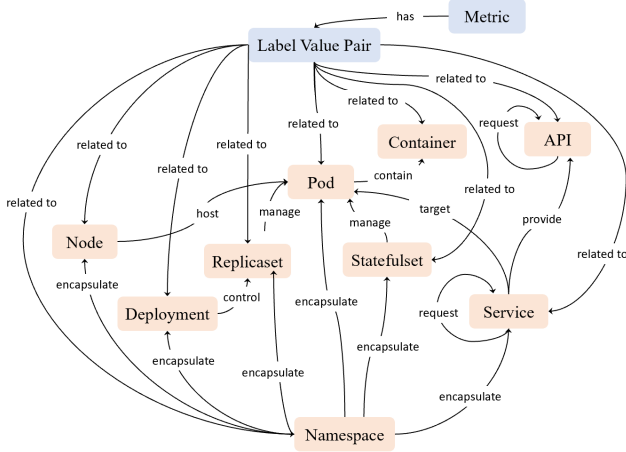 has
Metric
Label Value Pair
related to
related to
request
API
related to
Container
related to
related to
related to
contain
Pod
related to
related to
manage
host
target
manage
provide
related to
Node
Replicaset
Statefulset
related to
encapsulate
control
encapsulate
Deployment
request
Service
encapsulate
encapsulate
encapsulate
encapsulate
Namespace